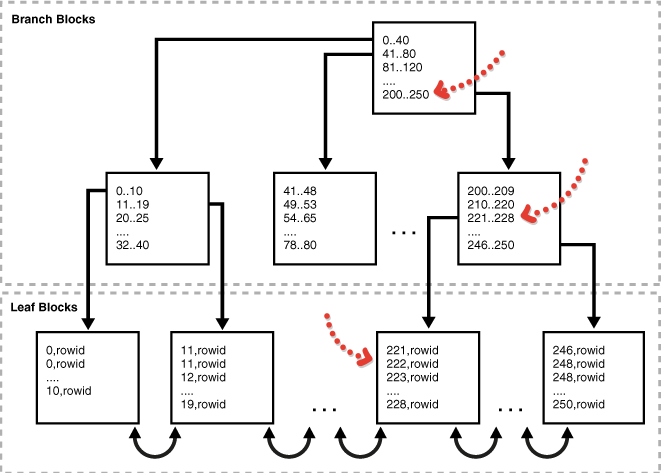 Branch Blocks
0..40
41..80
81..120
....
200..250
0..10
11..19
20..25
....
32..40
41..48
49..53
54..65
....
78..80
...
200..209
210..220
221..228
....
246..250
Leaf Blocks
0,rowid
0,rowid
....
10,rowid
11,rowid
11,rowid
12,rowid
....
19,rowid
...
221,rowid
222,rowid
223,rowid
....
228,rowid
...
246,rowid
248,rowid
248,rowid
....
250,rowid